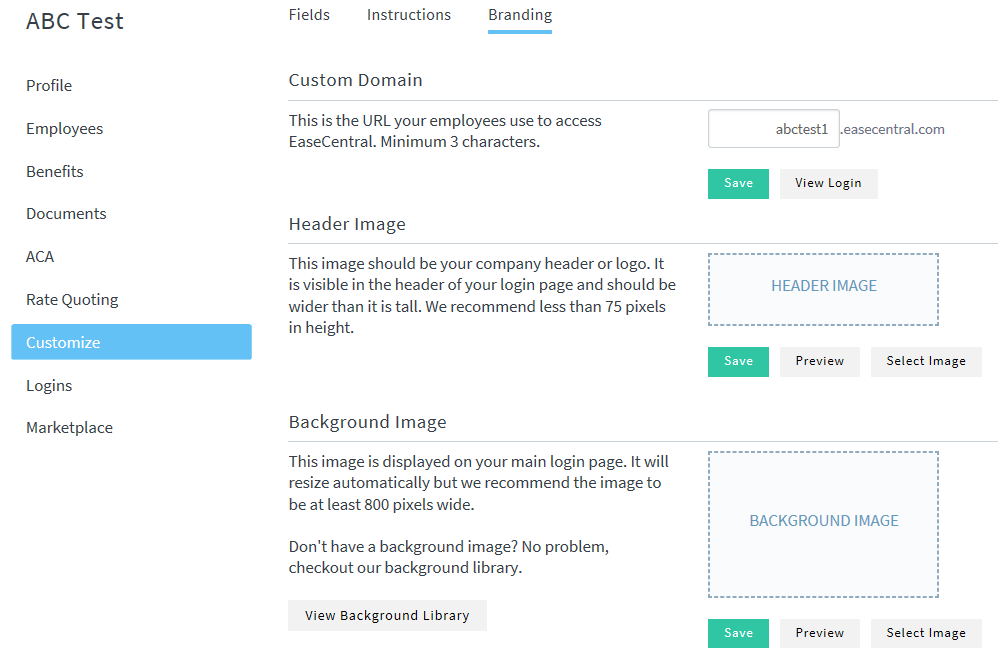 ABC Test
Profile
Employees
Benefits
Documents
ACA
Rate Quoting
Customize
Logins
Marketplace
Fields Instructions Branding
Custom Domain
This is the URL your employees use to access
EaseCentral. Minimum 3 characters.
abctest1 .easecentral.com
Save View Login
Header Image
This image should be your company header or logo. It
is visible in the header of your login page and should be
wider than it is tall. We recommend less than 75 pixels
in height.
HEADER IMAGE
Save Preview Select Image
Background Image
This image is displayed on your main login page. It will
resize automatically but we recommend the image to
be at least 800 pixels wide.
Don't have a background image? No problem,
checkout our background library.
View Background Library
BACKGROUND IMAGE
Save Preview Select Image